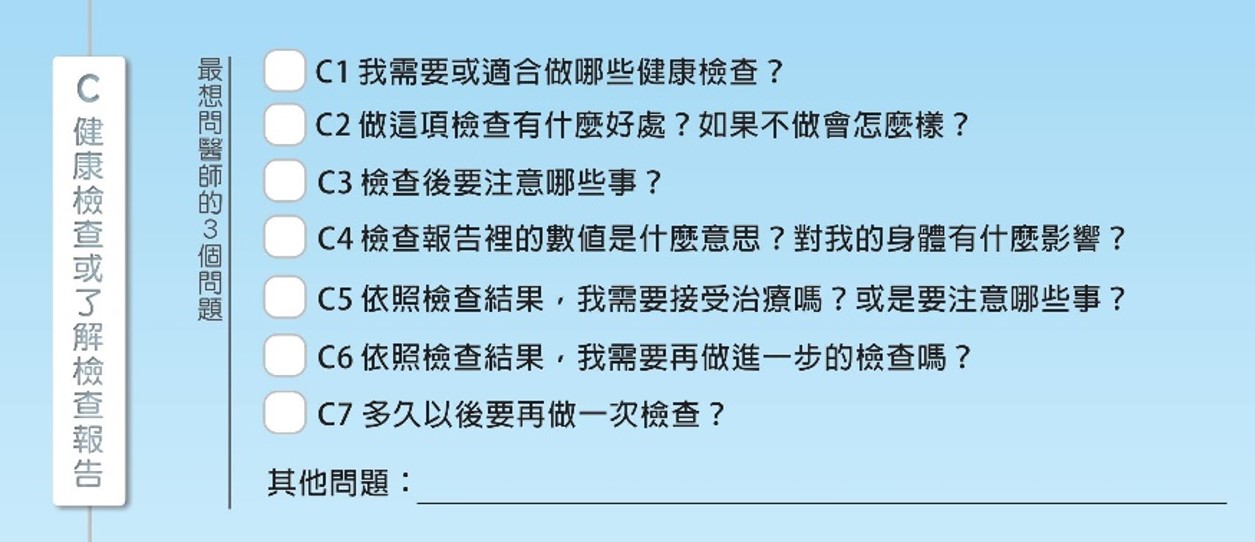 C 健康檢查或了解檢查報告
最想問醫師的3個問題
C1 我需要或適合做哪些健康檢查？
C2 做這項檢查有什麼好處？如果不做會怎麼樣？
C3 檢查後要注意哪些事？
C4 檢查報告裡的數值是什麼意思？對我的身體有什麼影響？
C5 依照檢查結果，我需要接受治療嗎？或是要注意哪些事？
C6 依照檢查結果，我需要再做進一步的檢查嗎？
C7 多久以後要再做一次檢查？
其他問題：